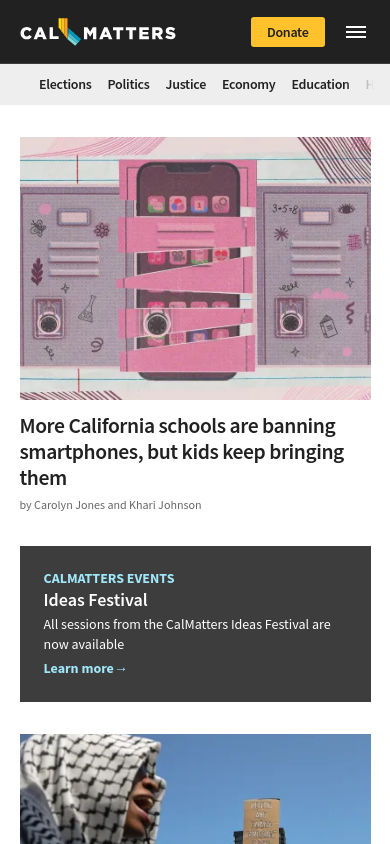 CALMATTERS
Donate
Elections Politics Justice Economy Education H
3+5=8
More California schools are banning
smartphones, but kids keep bringing
them
by Carolyn Jones and Khari Johnson
CALMATTERS EVENTS
Ideas Festival
All sessions from the CalMatters Ideas Festival are
now available
Learn more→